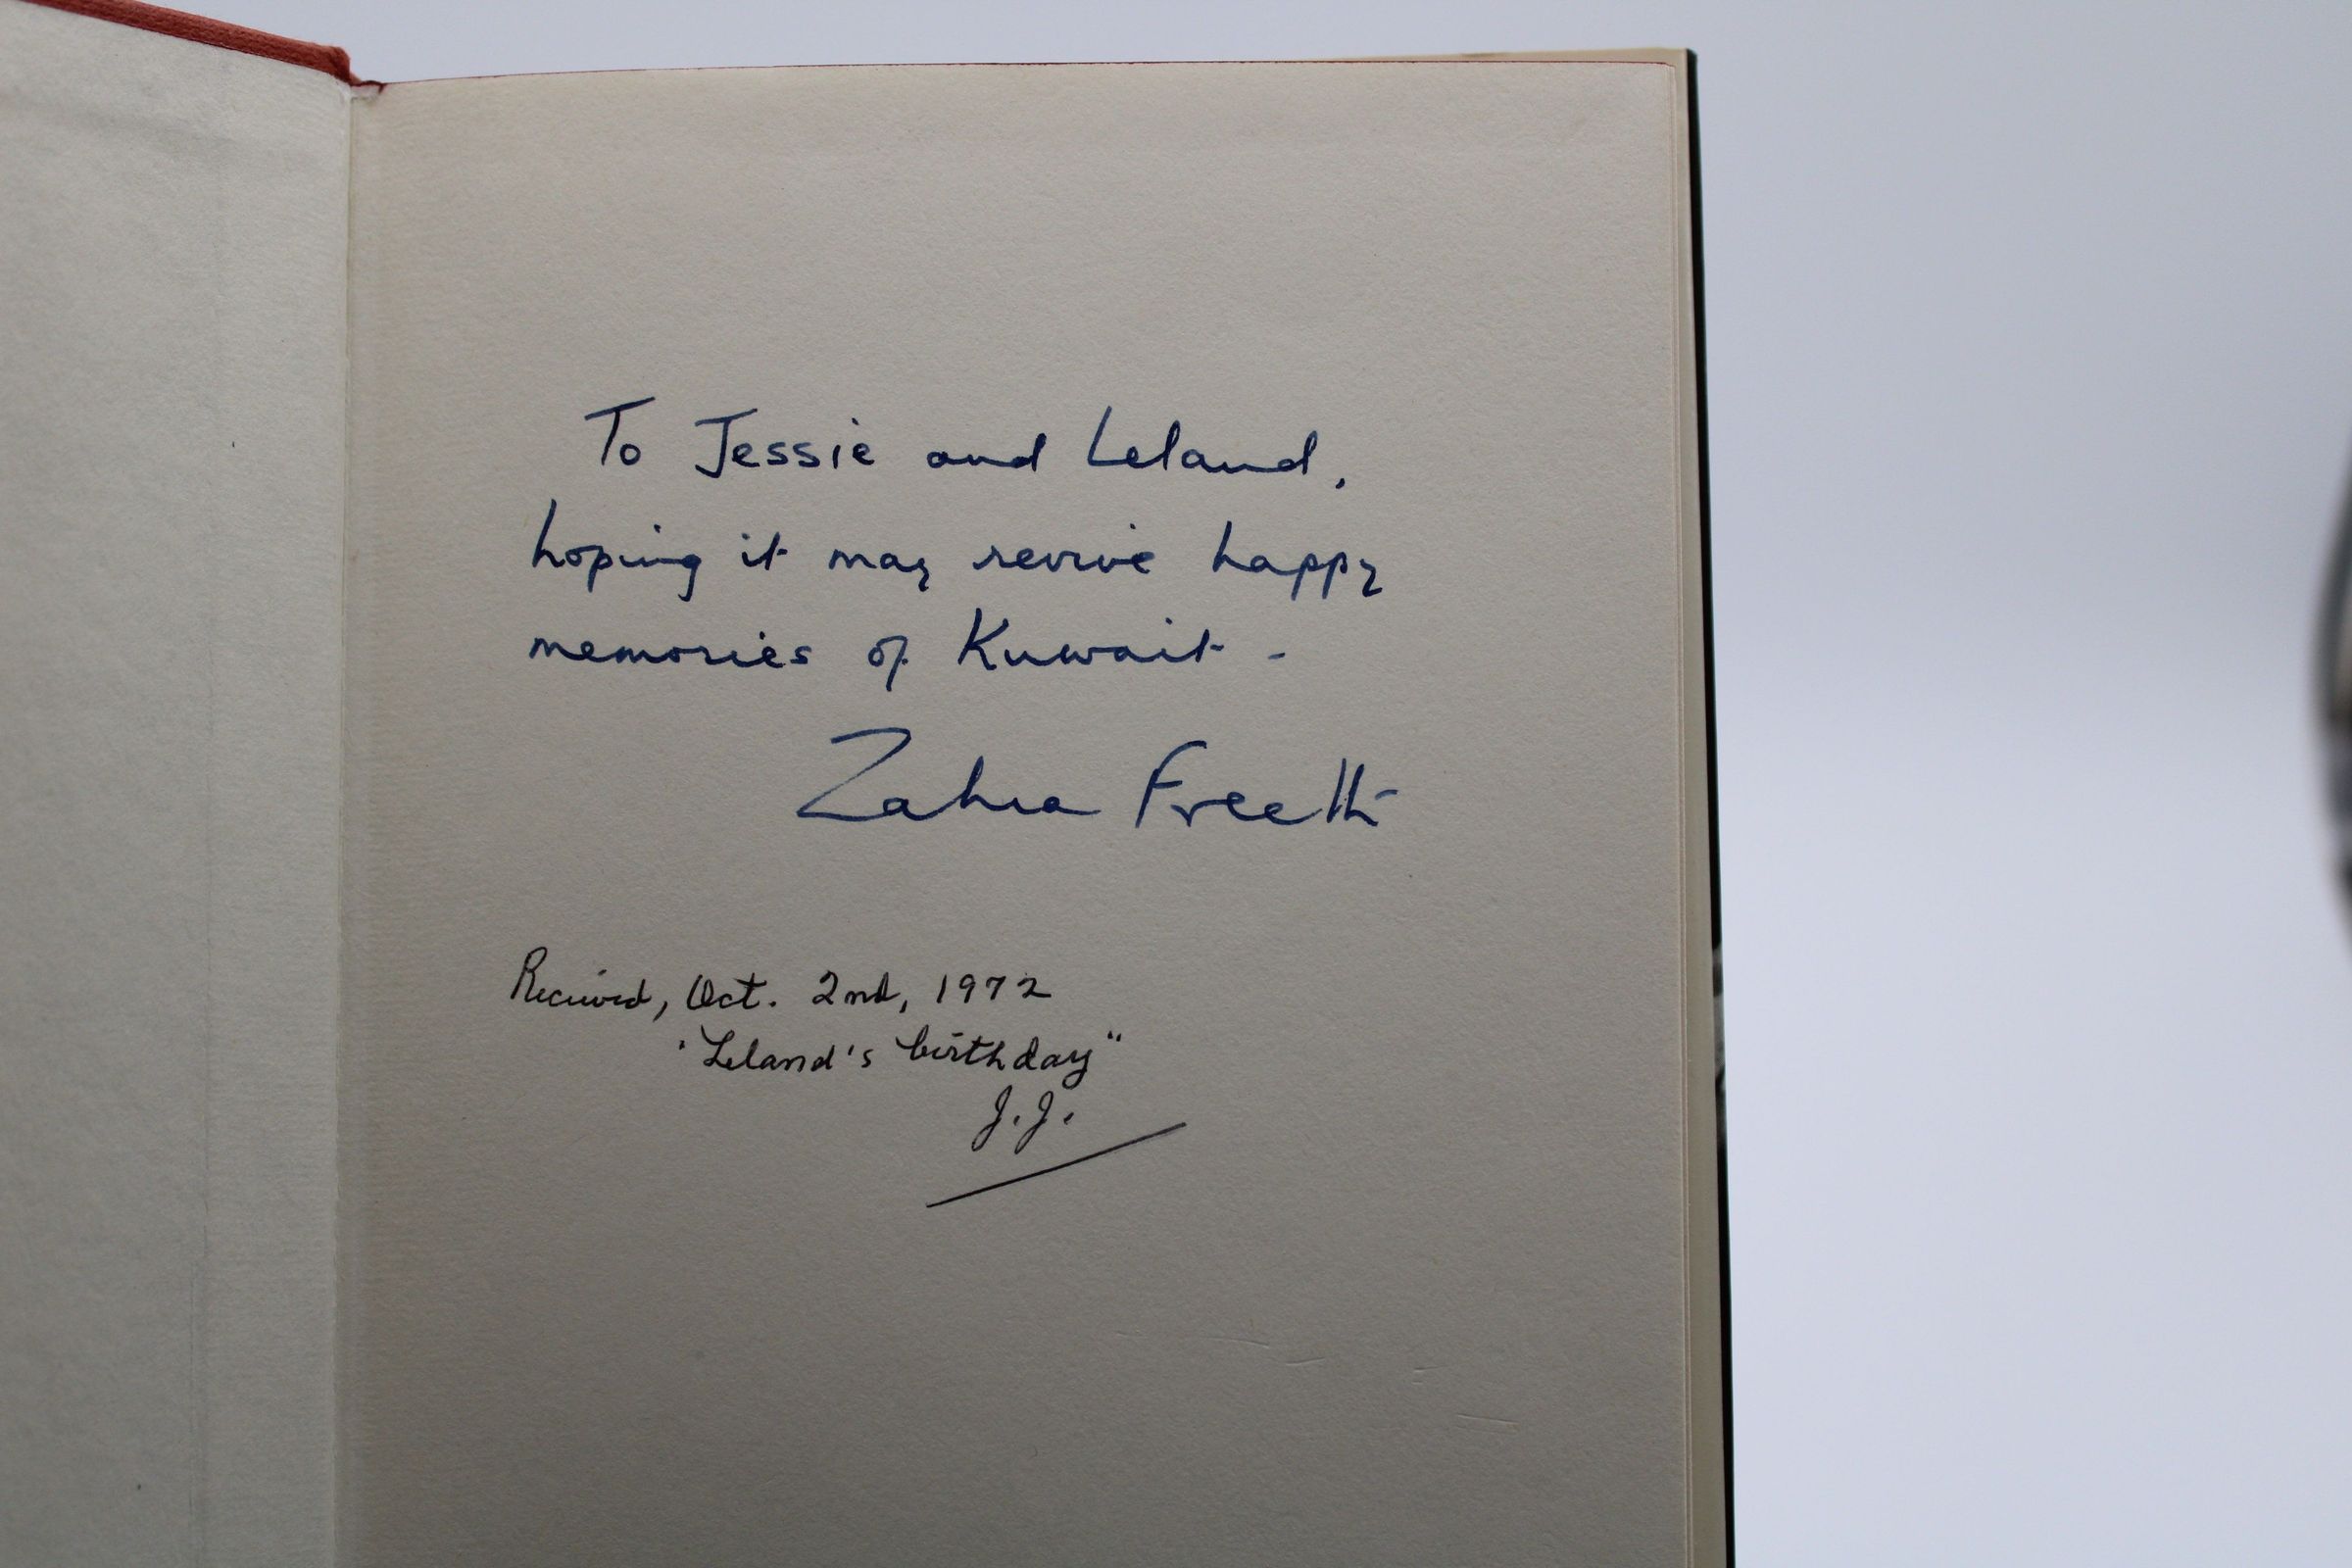 To Jessie and Leland,
hoping it may revive happy
memories of Kuwait -
Zahra Freeth
Received, Oct. 2nd, 1972
"Leland's birthday"
J.J.